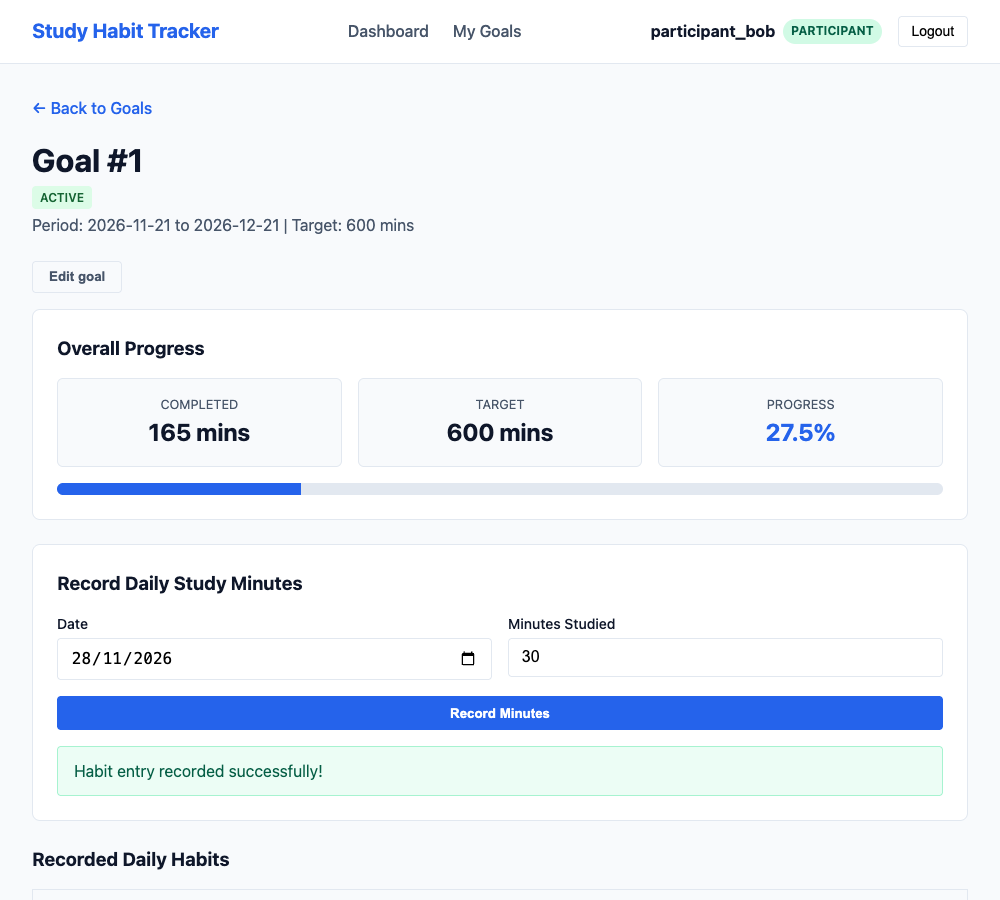 Study Habit Tracker
Dashboard
My Goals
participant_bob
PARTICIPANT
Logout
← Back to Goals
Goal #1
ACTIVE
Period: 2026-11-21 to 2026-12-21 | Target: 600 mins
Edit goal
Overall Progress
COMPLETED
165 mins
TARGET
600 mins
PROGRESS
27.5%
Record Daily Study Minutes
Date
28/11/2026
Minutes Studied
30
Record Minutes
Habit entry recorded successfully!
Recorded Daily Habits